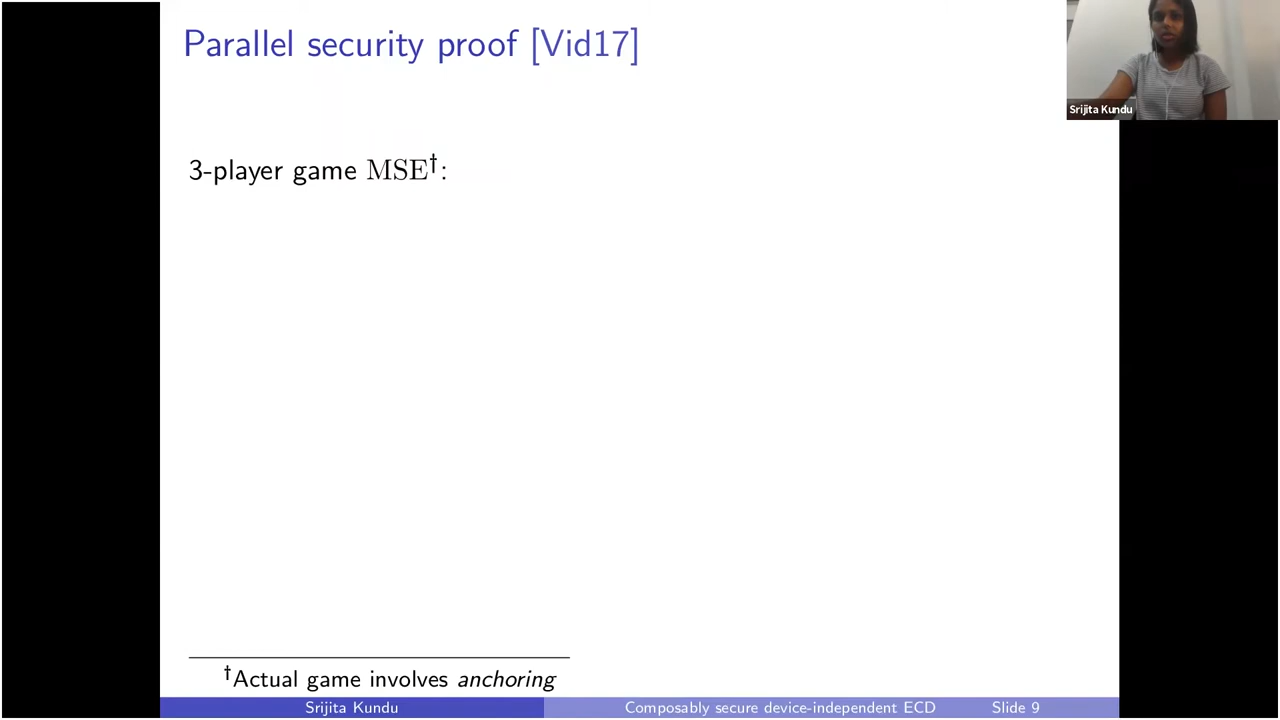 Parallel security proof [Vid17]
Srijita Kundu
3-player game MSE†:
†Actual game involves anchoring
Srijita Kundu Composably secure device-independent ECD Slide 9